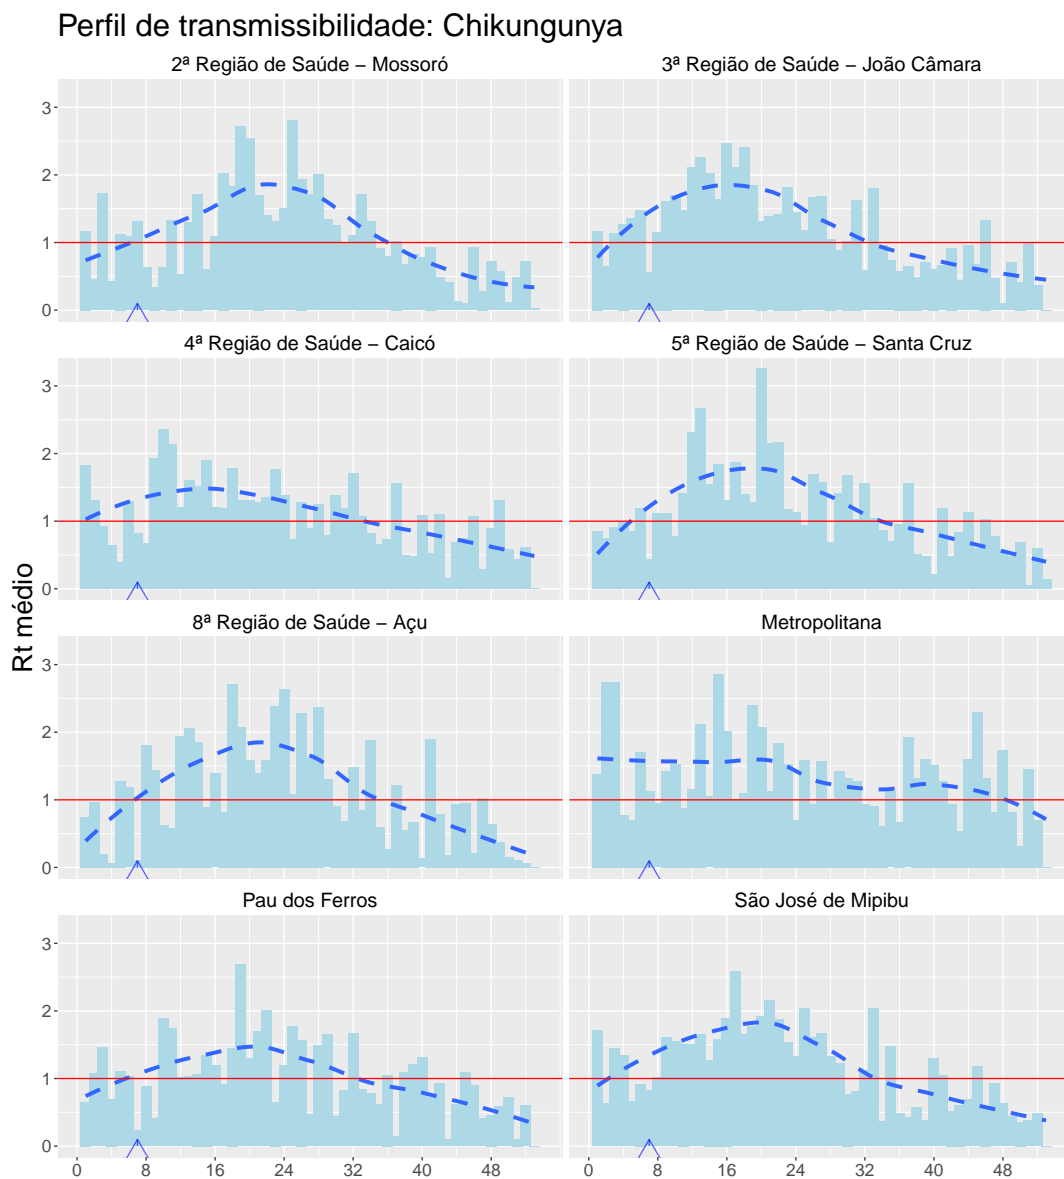 Perfil de transmissibilidade: Chikungunya
2ª Região de Saúde – Mossoró
3ª Região de Saúde – João Câmara
3
2
1
0
4ª Região de Saúde – Caicó
5ª Região de Saúde – Santa Cruz
3
2
1
0
Rt médio
8ª Região de Saúde – Açu
Metropolitana
3
2
1
0
Pau dos Ferros
São José de Mipibu
3
2
1
0
0 8 16 24 32 40 48
0 8 16 24 32 40 48